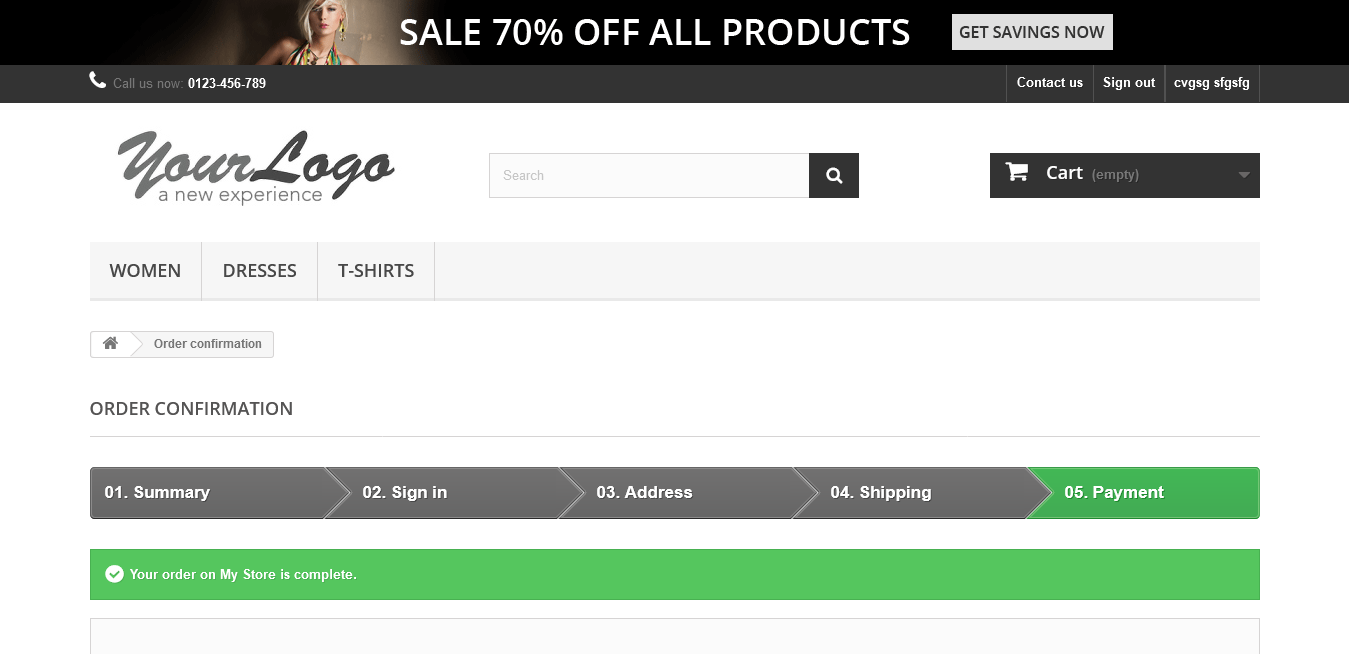 SALE 70% OFF ALL PRODUCTS GET SAVINGS NOW
Call us now: 0123-456-789 Contact us Sign out cvgsg sfgsfg
YourLogo
a new experience
Search
Cart (empty)
WOMEN DRESSES T-SHIRTS
Order confirmation
ORDER CONFIRMATION
01. Summary 02. Sign in 03. Address 04. Shipping 05. Payment
Your order on My Store is complete.